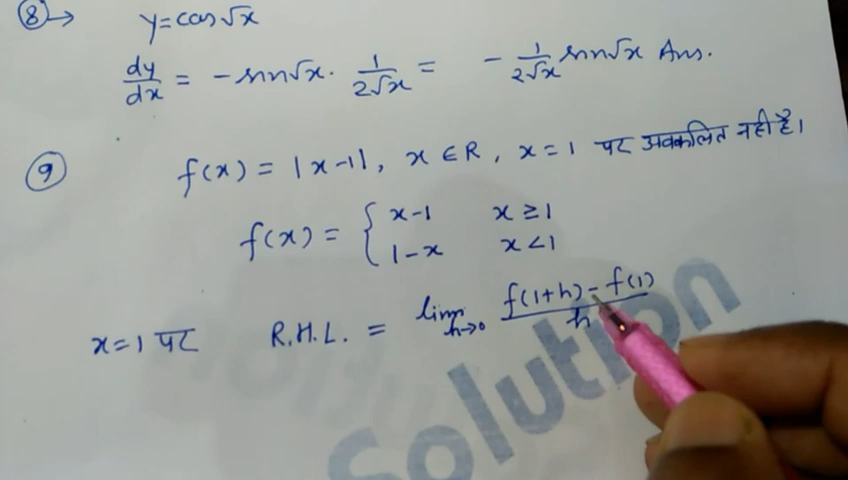 ⑧→ y = cos√x
dy/dx = - sin√x · 1/2√x = - 1/2√x sin√x Ans.
⑨ f(x) = |x-1|, x ∈ R, x = 1 पर अवकलित नही है।
f(x) = { x-1 x ≥ 1
1-x x < 1
x = 1 पर R.H.L. = lim h→0 f(1+h) - f(1) / h
Solution